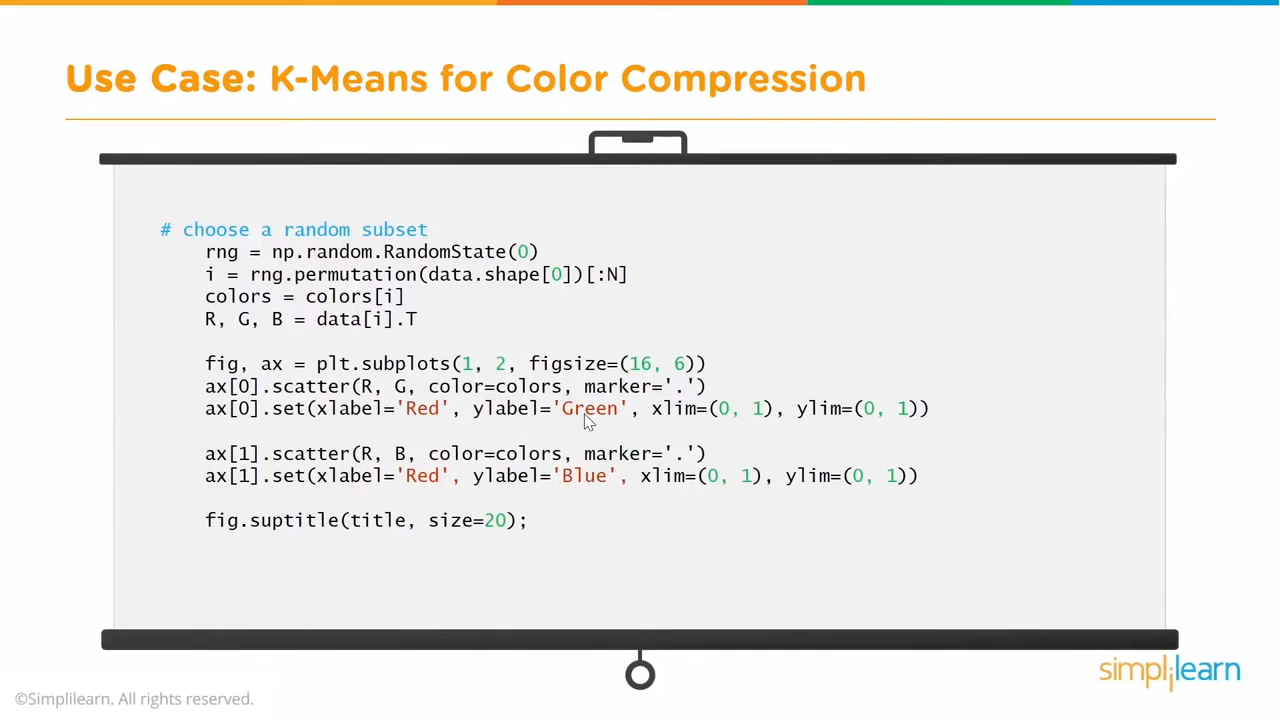 Use Case: K-Means for Color Compression
# choose a random subset
rng = np.random.RandomState(0)
i = rng.permutation(data.shape[0])[:N]
colors = colors[i]
R, G, B = data[i].T
fig, ax = plt.subplots(1, 2, figsize=(16, 6))
ax[0].scatter(R, G, color=colors, marker='.')
ax[0].set(xlabel='Red', ylabel='Green', xlim=(0, 1), ylim=(0, 1))
ax[1].scatter(R, B, color=colors, marker='.')
ax[1].set(xlabel='Red', ylabel='Blue', xlim=(0, 1), ylim=(0, 1))
fig.suptitle(title, size=20);
simplilearn
©Simplilearn. All rights reserved.